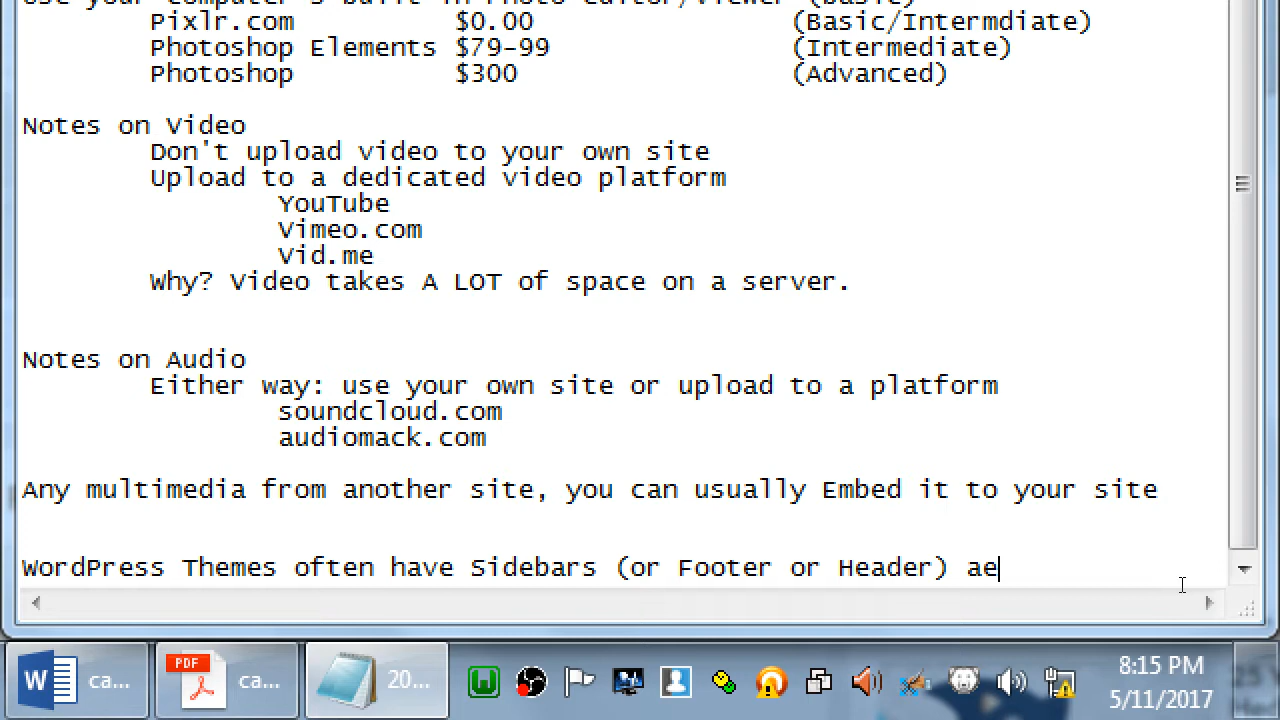 Pixlr.com $0.00 (Basic/Intermdiate)
Photoshop Elements $79-99 (Intermediate)
Photoshop $300 (Advanced)
Notes on Video
Don't upload video to your own site
Upload to a dedicated video platform
YouTube
Vimeo.com
Vid.me
Why? Video takes A LOT of space on a server.
Notes on Audio
Either way: use your own site or upload to a platform
soundcloud.com
audiomack.com
Any multimedia from another site, you can usually Embed it to your site
WordPress Themes often have Sidebars (or Footer or Header) ae
W ca...
PDF ca...
20...
8:15 PM
5/11/2017